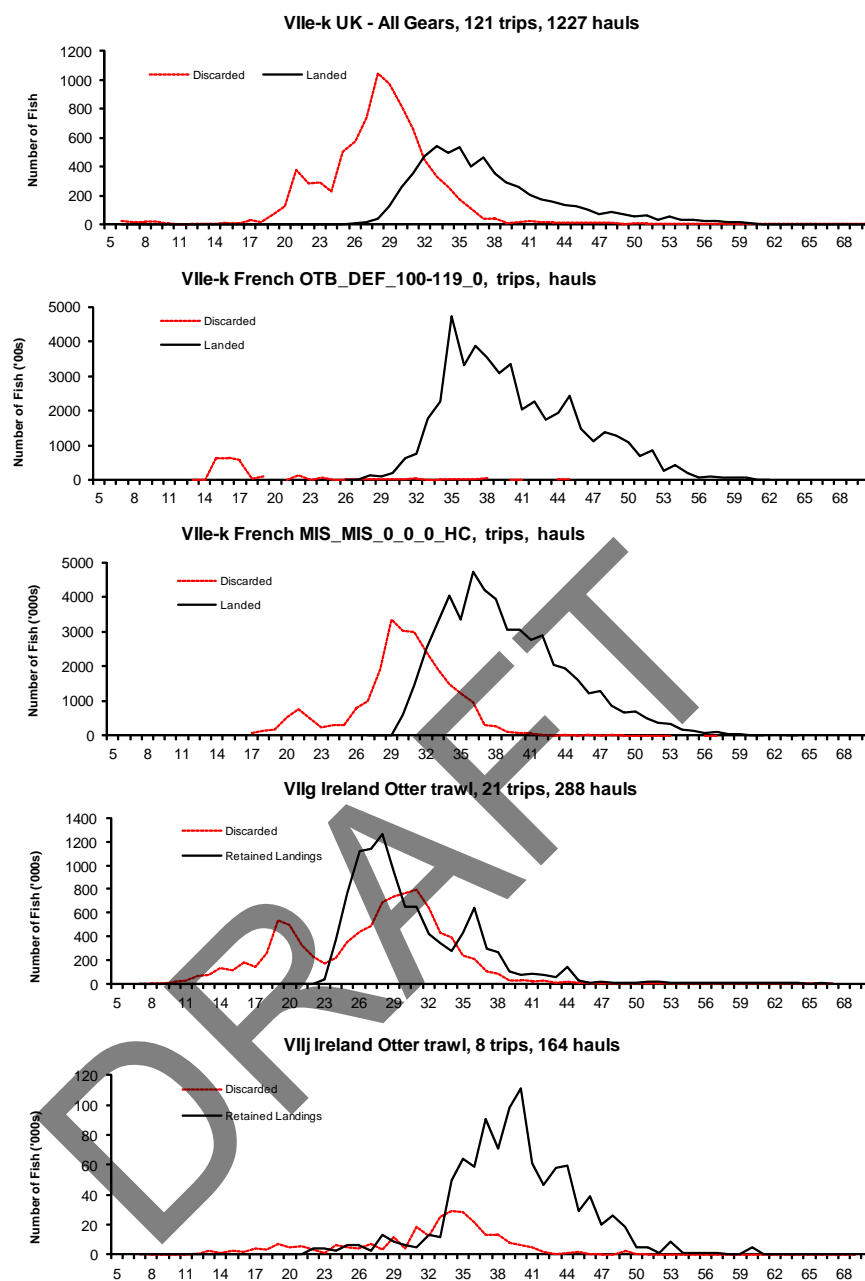 VIIe-k UK - All Gears, 121 trips, 1227 hauls
Number of Fish
1200
1000
800
600
400
200
0
Discarded
Landed
5 8 11 14 17 20 23 26 29 32 35 38 41 44 47 50 53 56 59 62 65 68
VIIe-k French OTB_DEF_100-119_0, trips, hauls
Number of Fish ('00s)
5000
4000
3000
2000
1000
0
Discarded
Landed
5 8 11 14 17 20 23 26 29 32 35 38 41 44 47 50 53 56 59 62 65 68
VIIe-k French MIS_MIS_0_0_0_HC, trips, hauls
Number of Fish ('000s)
5000
4000
3000
2000
1000
0
Discarded
Landed
5 8 11 14 17 20 23 26 29 32 35 38 41 44 47 50 53 56 59 62 65 68
VIIg Ireland Otter trawl, 21 trips, 288 hauls
Number of Fish ('000s)
1400
1200
1000
800
600
400
200
0
Discarded
Retained Landings
5 8 11 14 17 20 23 26 29 32 35 38 41 44 47 50 53 56 59 62 65 68
VIIj Ireland Otter trawl, 8 trips, 164 hauls
Number of Fish ('000s)
120
100
80
60
40
20
0
Discarded
Retained Landings
5 8 11 14 17 20 23 26 29 32 35 38 41 44 47 50 53 56 59 62 65 68
DRAFT